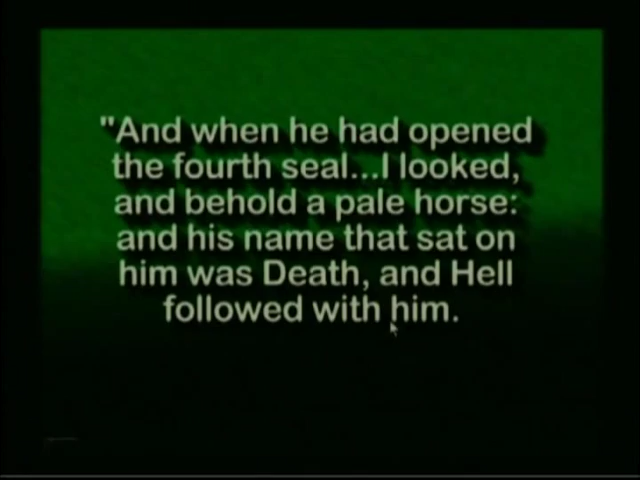 "And when he had opened
the fourth seal...I looked,
and behold a pale horse:
and his name that sat on
him was Death, and Hell
followed with him.